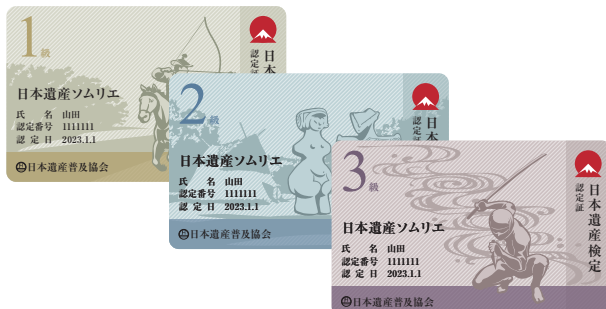 1級
日本遺産ソムリエ
氏 名 山田
認定番号 1111111
認定日 2023.1.1
日本遺産普及協会
認定証
日本
2級
日本遺産ソムリエ
氏 名 山田
認定番号 1111111
認定日 2023.1.1
日本遺産普及協会
認定証
日本
3級
日本遺産ソムリエ
氏 名 山田
認定番号 1111111
認定日 2023.1.1
日本遺産普及協会
日本遺産検定
認定証